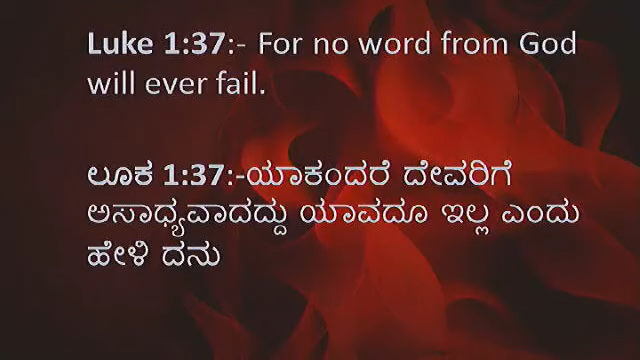 Luke 1:37:- For no word from God
will ever fail.
ಲೂಕ 1:37:-ಯಾಕಂದರೆ ದೇವರಿಗೆ
ಅಸಾಧ್ಯವಾದದ್ದು ಯಾವದೂ ಇಲ್ಲ ಎಂದು
ಹೇಳಿ ದನು